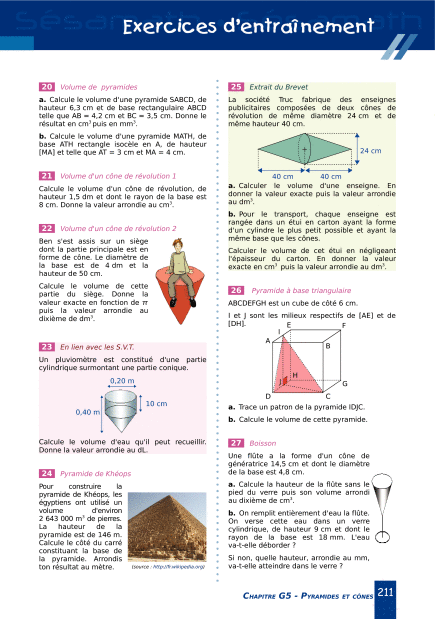 Exercices d'entraînement
20 Volume de pyramides
a. Calcule le volume d'une pyramide SABCD, de
hauteur 6,3 cm et de base rectangulaire ABCD
telle que AB = 4,2 cm et BC = 3,5 cm. Donne le
résultat en cm³ puis en mm³.
b. Calcule le volume d'une pyramide MATH, de
base ATH rectangle isocèle en A, de hauteur
[MA] et telle que AT = 3 cm et MA = 4 cm.
21 Volume d'un cône de révolution 1
Calcule le volume d'un cône de révolution, de
hauteur 1,5 dm et dont le rayon de la base est
8 cm. Donne la valeur arrondie au cm³.
22 Volume d'un cône de révolution 2
Ben s'est assis sur un siège
dont la partie principale est en
forme de cône. Le diamètre de
la base est de 4 dm et la
hauteur de 50 cm.
Calcule le volume de cette
partie du siège. Donne la
valeur exacte en fonction de π
puis la valeur arrondie au
dixième de dm³.
23 En lien avec les S.V.T.
Un pluviomètre est constitué d'une partie
cylindrique surmontant une partie conique.
0,20 m
10 cm
0,40 m
Calcule le volume d'eau qu'il peut recueillir.
Donne la valeur arrondie au dL.
24 Pyramide de Khéops
Pour construire la
pyramide de Khéops, les
égyptiens ont utilisé un
volume d'environ
2 643 000 m³ de pierres.
La hauteur de la
pyramide est de 146 m.
Calcule le côté du carré
constituant la base de
la pyramide. Arrondis
ton résultat au mètre.
(source : http://fr.wikipedia.org)
25 Extrait du Brevet
La société Truc fabrique des enseignes
publicitaires composées de deux cônes de
révolution de même diamètre 24 cm et de
même hauteur 40 cm.
24 cm
40 cm 40 cm
a. Calculer le volume d'une enseigne. En
donner la valeur exacte puis la valeur arrondie
au dm³.
b. Pour le transport, chaque enseigne est
rangée dans un étui en carton ayant la forme
d'un cylindre le plus petit possible et ayant la
même base que les cônes.
Calculer le volume de cet étui en négligeant
l'épaisseur du carton. En donner la valeur
exacte en cm³ puis la valeur arrondie au dm³.
26 Pyramide à base triangulaire
ABCDEFGH est un cube de côté 6 cm.
I et J sont les milieux respectifs de [AE] et de
[DH].
E F
I
A
B
H
J
G
D C
a. Trace un patron de la pyramide IDJC.
b. Calcule le volume de cette pyramide.
27 Boisson
Une flûte a la forme d'un cône de
génératrice 14,5 cm et dont le diamètre
de la base est 4,8 cm.
a. Calcule la hauteur de la flûte sans le
pied du verre puis son volume arrondi
au dixième de cm³.
b. On remplit entièrement d'eau la flûte.
On verse cette eau dans un verre
cylindrique, de hauteur 9 cm et dont le
rayon de la base est 18 mm. L'eau
va-t-elle déborder ?
Si non, quelle hauteur, arrondie au mm,
va-t-elle atteindre dans le verre ?
CHAPITRE G5 - PYRAMIDES ET CÔNES 211